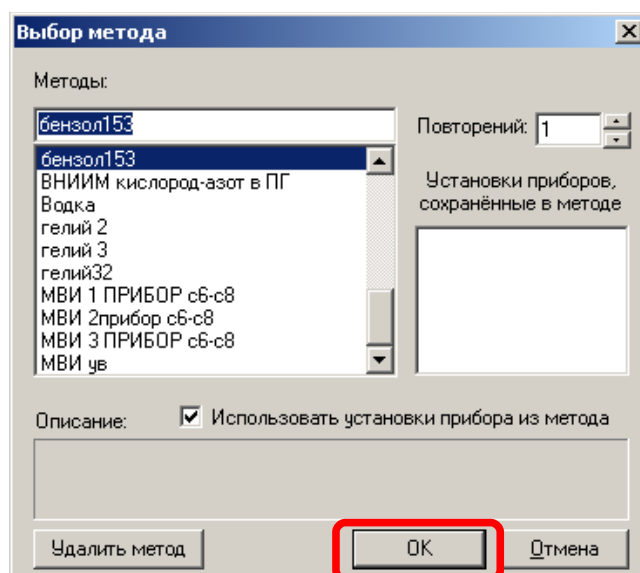 Выбор метода
Методы:
бензол153
Повторений: 1
бензол153
ВНИИМ кислород-азот в ПГ
Водка
гелий 2
гелий 3
гелий32
МВИ 1 ПРИБОР с6-с8
МВИ 2прибор с6-с8
МВИ 3 ПРИБОР с6-с8
МВИ ув
Установки приборов,
сохранённые в методе
Описание:
Использовать установки прибора из метода
Удалить метод
OK
Отмена